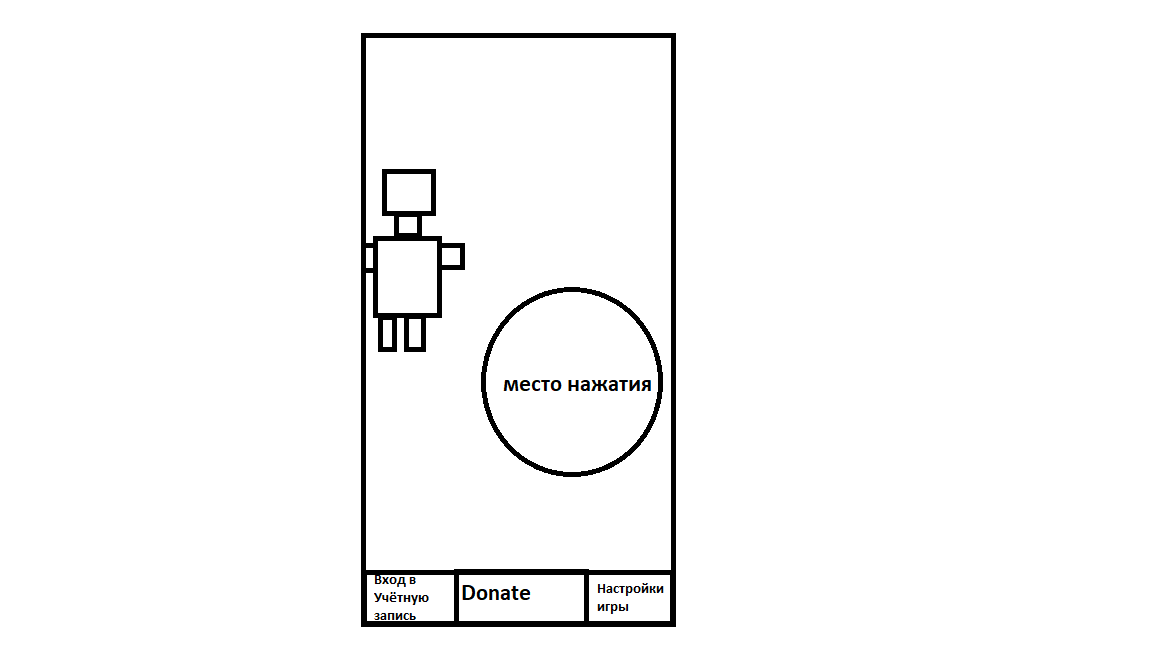 место нажатия
Вход в
Учётную
запись
Donate
Настройки
игры